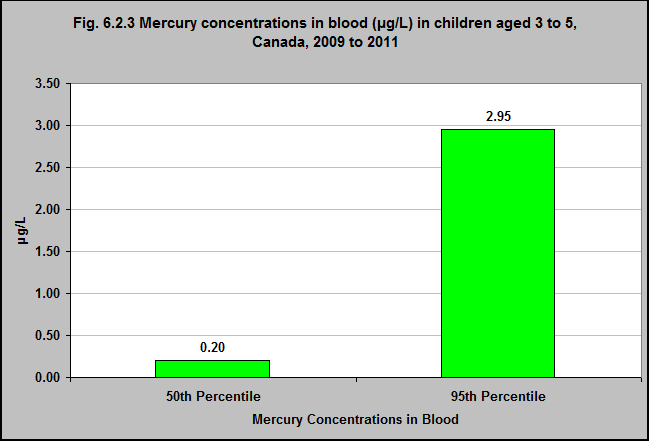 Fig. 6.2.3 Mercury concentrations in blood (µg/L) in children aged 3 to 5,
Canada, 2009 to 2011
3.50
3.00
2.50
2.00
1.50
1.00
0.50
0.00
µg/L
0.20
2.95
50th Percentile
95th Percentile
Mercury Concentrations in Blood